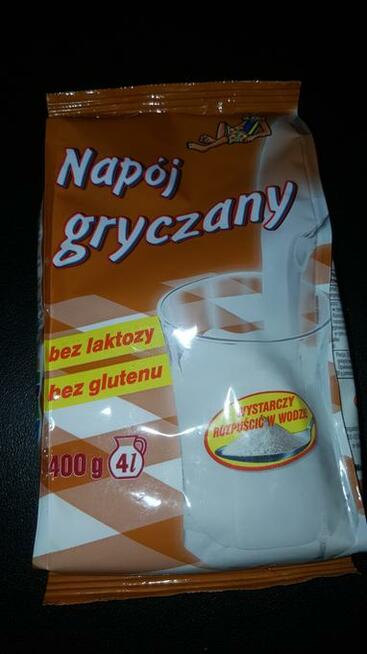 Napój
gryczany
bez laktozy
bez glutenu
400 g 4l
WYSTARCZY
ROZPUŚCIĆ W WODZIE